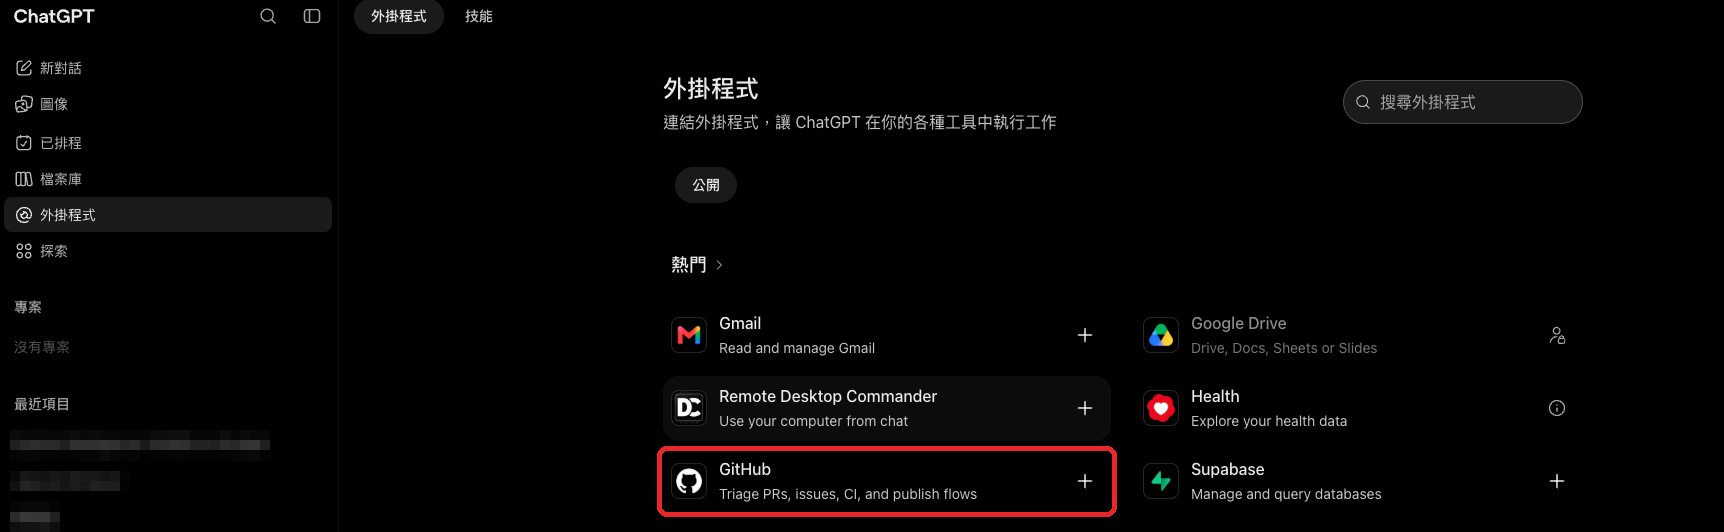 ChatGPT
新對話
圖像
已排程
檔案庫
外掛程式
探索
專案
沒有專案
最近項目
外掛程式 技能
外掛程式
連結外掛程式，讓 ChatGPT 在你的各種工具中執行工作
搜尋外掛程式
公開
熱門
Gmail
Read and manage Gmail
Google Drive
Drive, Docs, Sheets or Slides
DC
Remote Desktop Commander
Use your computer from chat
Health
Explore your health data
GitHub
Triage PRs, issues, CI, and publish flows
Supabase
Manage and query databases